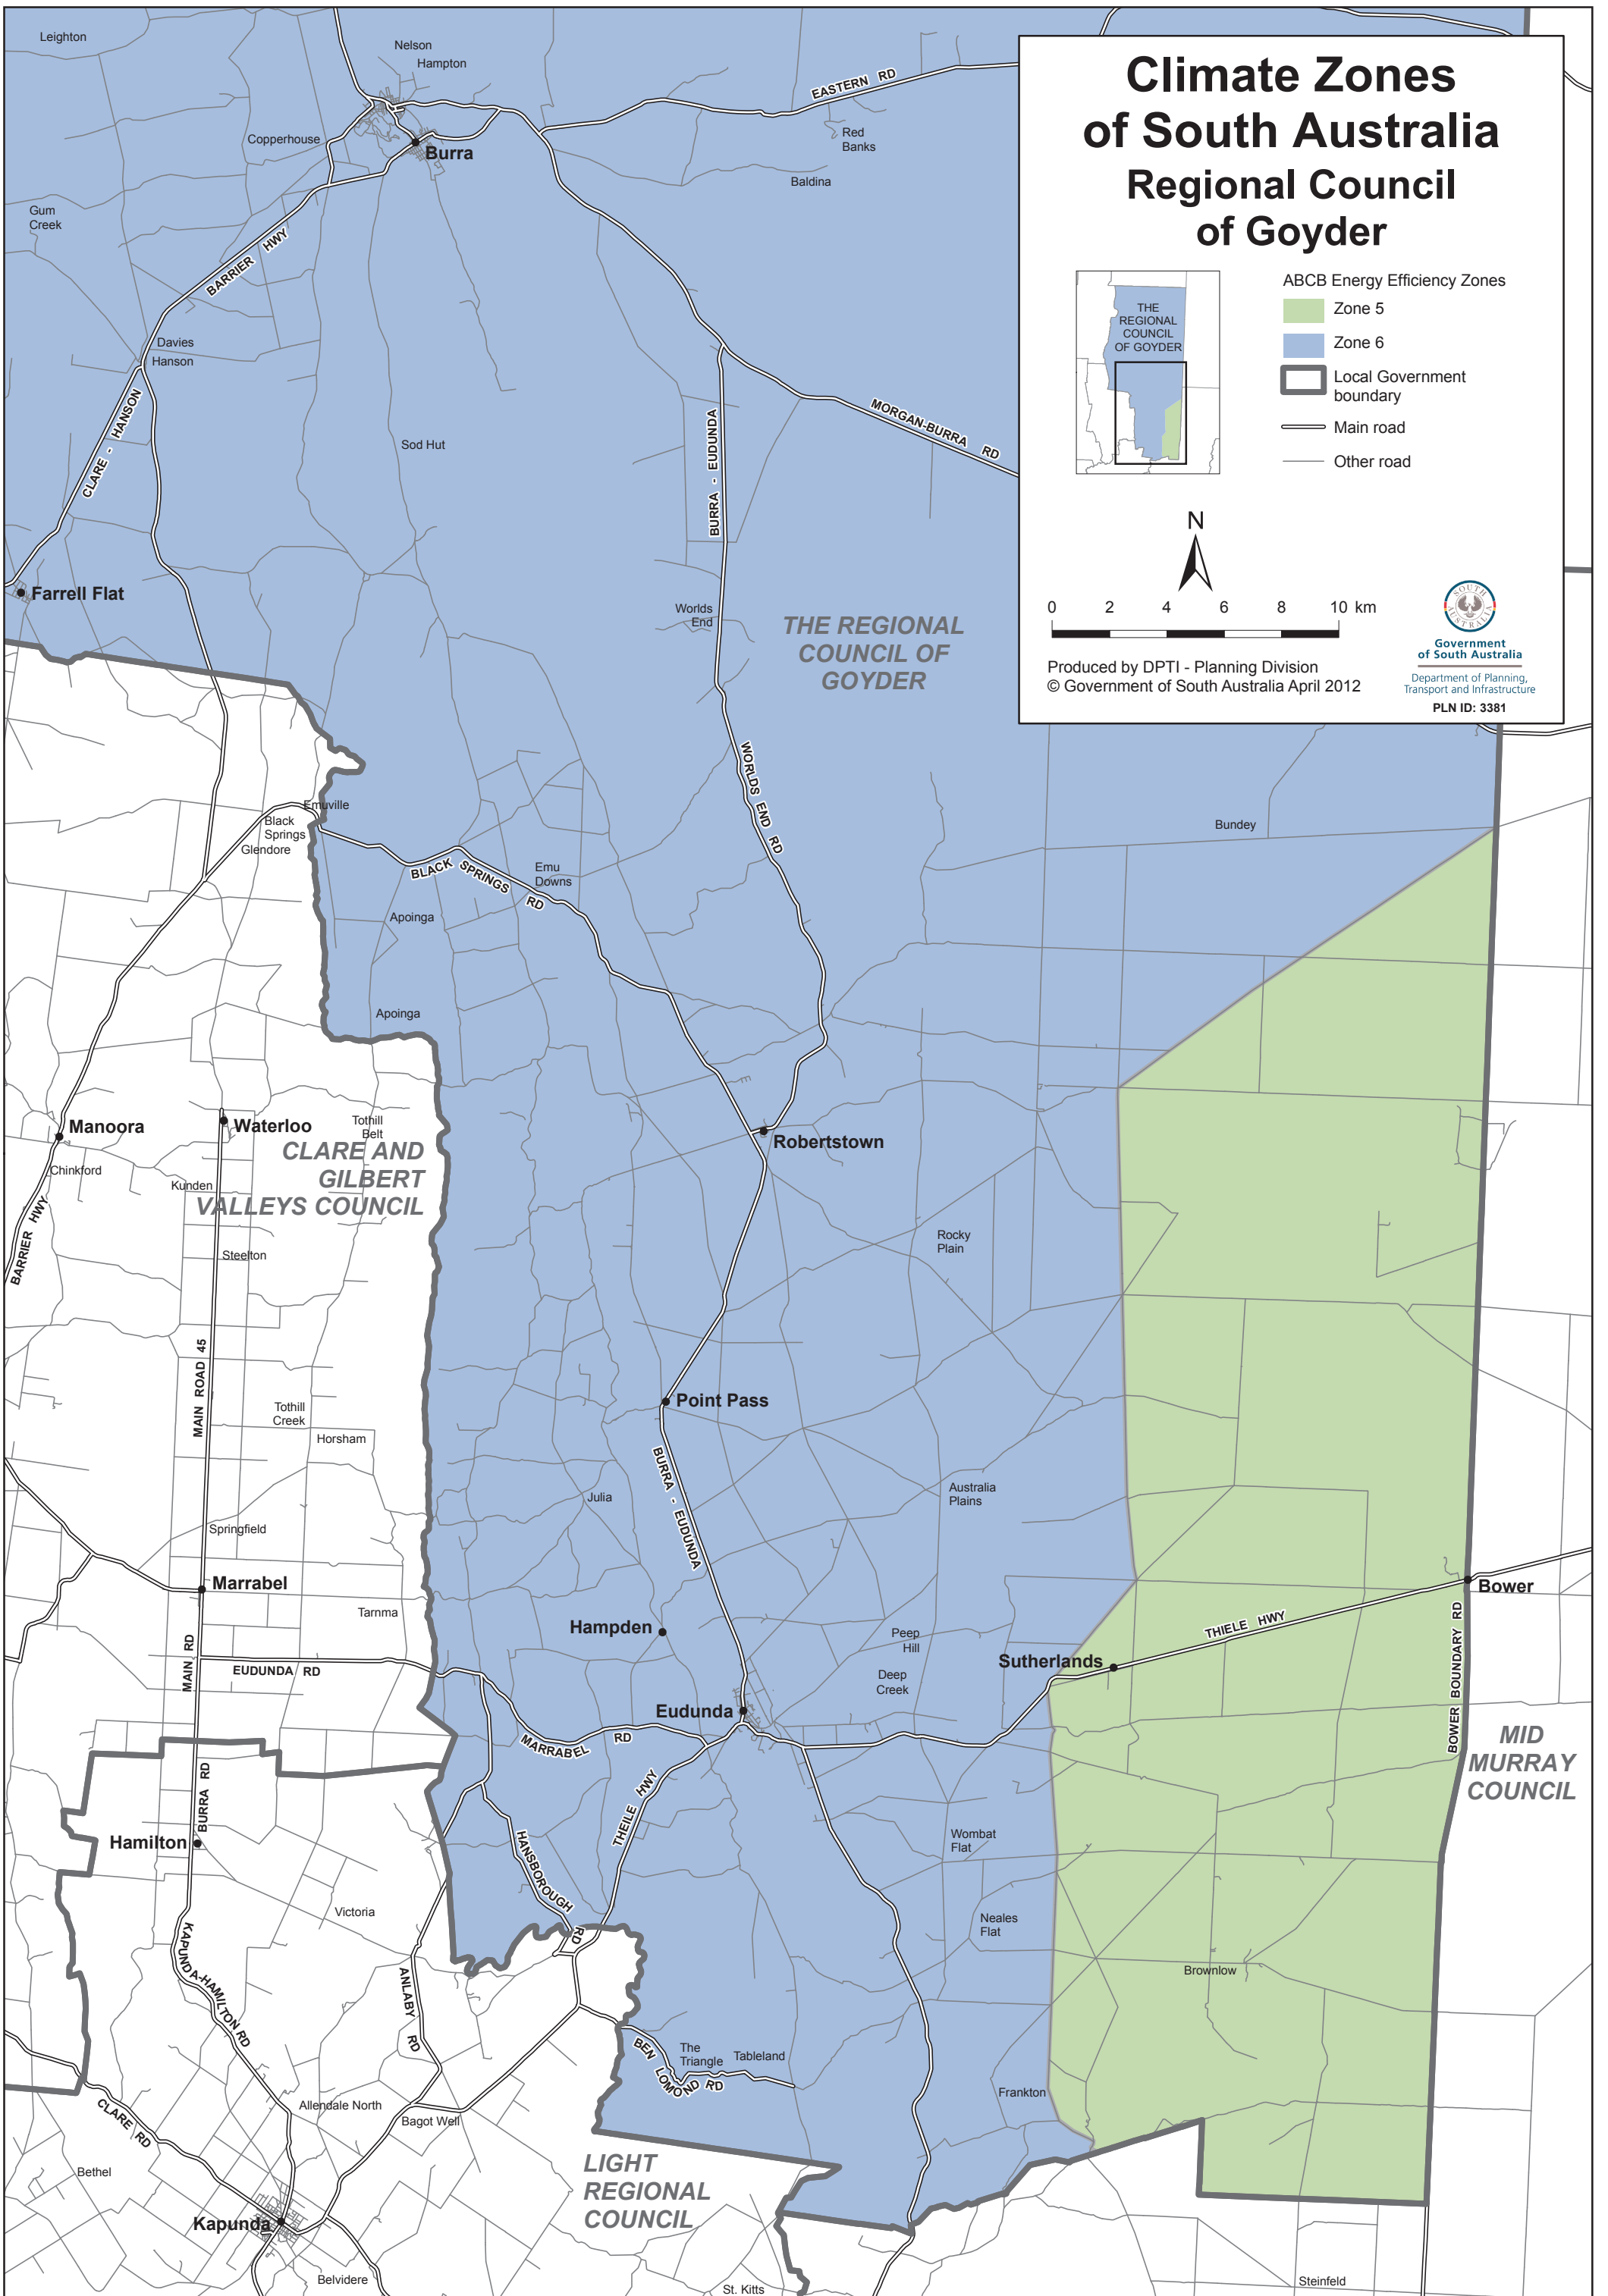 Climate Zones
of South Australia
Regional Council
of Goyder
THE
REGIONAL
COUNCIL
OF GOYDER
ABCB Energy Efficiency Zones
Zone 5
Zone 6
Local Government
boundary
Main road
Other road
N
0 2 4 6 8 10 km
Produced by DPTI - Planning Division
© Government of South Australia April 2012
SOUTH
AUSTRALIA
Government
of South Australia
Department of Planning,
Transport and Infrastructure
PLN ID: 3381
Leighton
Nelson
Hampton
EASTERN RD
Red
Banks
Copperhouse
Burra
Baldina
Gum
Creek
BARRIER HWY
Davies
Hanson
CLARE - HANSON
Sod Hut
BURRA - EUDUNDA
MORGAN-BURRA RD
Farrell Flat
Worlds
End
THE REGIONAL
COUNCIL OF
GOYDER
WORLDS END RD
Emuville
Black
Springs
Glendore
BLACK SPRINGS RD
Emu
Downs
Bundey
Apoinga
Apoinga
Manoora
Waterloo
Tothill
Belt
Robertstown
CLARE AND
GILBERT
VALLEYS COUNCIL
Chinkford
Kunden
BARRIER HWY
Steelton
Rocky
Plain
MAIN ROAD 45
Point Pass
Tothill
Creek
Horsham
BURRA - EUDUNDA
Julia
Australia
Plains
Springfield
Marrabel
Bower
Tarnma
Hampden
Peep
Hill
THIELE HWY
MAIN RD
EUDUNDA RD
Sutherlands
Deep
Creek
BOWER BOUNDARY RD
Eudunda
MARRABEL RD
MID
MURRAY
COUNCIL
BURRA RD
THEILE HWY
Hamilton
HANSBOROUGH RD
Wombat
Flat
Victoria
Neales
Flat
KAPUNDA-HAMILTON RD
ANLABY RD
Brownlow
BEN LOMOND RD
The
Triangle
Tableland
Frankton
CLARE RD
Allendale North
Bagot Well
Bethel
LIGHT
REGIONAL
COUNCIL
Kapunda
Belvidere
St. Kitts
Steinfeld